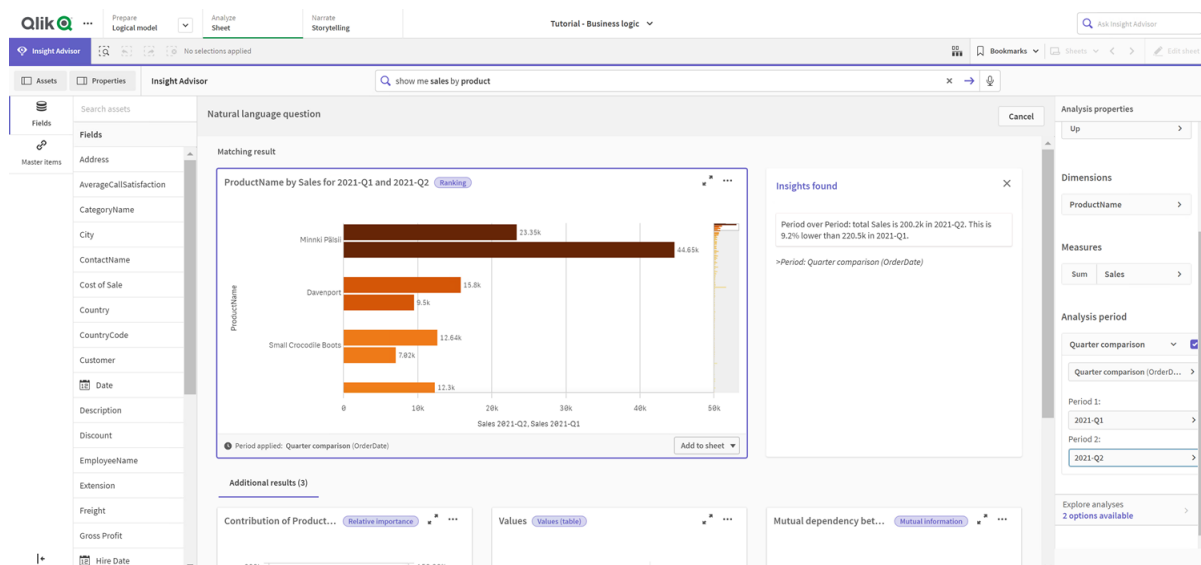 Qlik
Prepare
Logical model
Analyze
Sheet
Narrate
Storytelling
Tutorial - Business logic
Ask Insight Advisor
Insight Advisor
No selections applied
Bookmarks
Sheets
Edit sheet
Assets
Properties
Insight Advisor
show me sales by product
Fields
Master items
Search assets
Fields
Address
AverageCallSatisfaction
CategoryName
City
ContactName
Cost of Sale
Country
CountryCode
Customer
Date
Description
Discount
EmployeeName
Extension
Freight
Gross Profit
Hire Date
Natural language question
Cancel
Matching result
ProductName by Sales for 2021-Q1 and 2021-Q2
Ranking
ProductName
Minnki Pälsii
23.35k
44.65k
Davenport
15.8k
9.5k
Small Crocodile Boots
12.64k
7.02k
12.3k
0
10k
20k
30k
40k
50k
Sales 2021-Q2, Sales 2021-Q1
Period applied: Quarter comparison (OrderDate)
Add to sheet
Insights found
Period over Period: total Sales is 200.2k in 2021-Q2. This is
9.2% lower than 220.5k in 2021-Q1.
>Period: Quarter comparison (OrderDate)
Additional results (3)
Contribution of Product...
Relative importance
Values
Values (table)
Mutual dependency bet...
Mutual information
Analysis properties
Up
Dimensions
ProductName
Measures
Sum
Sales
Analysis period
Quarter comparison
Quarter comparison (OrderD...
Period 1:
2021-Q1
Period 2:
2021-Q2
Explore analyses
2 options available